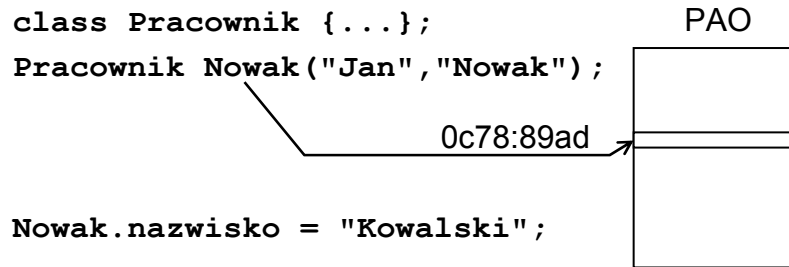 class Pracownik {...};
PAO
Pracownik Nowak("Jan","Nowak");
0c78:89ad
Nowak.nazwisko = "Kowalski";